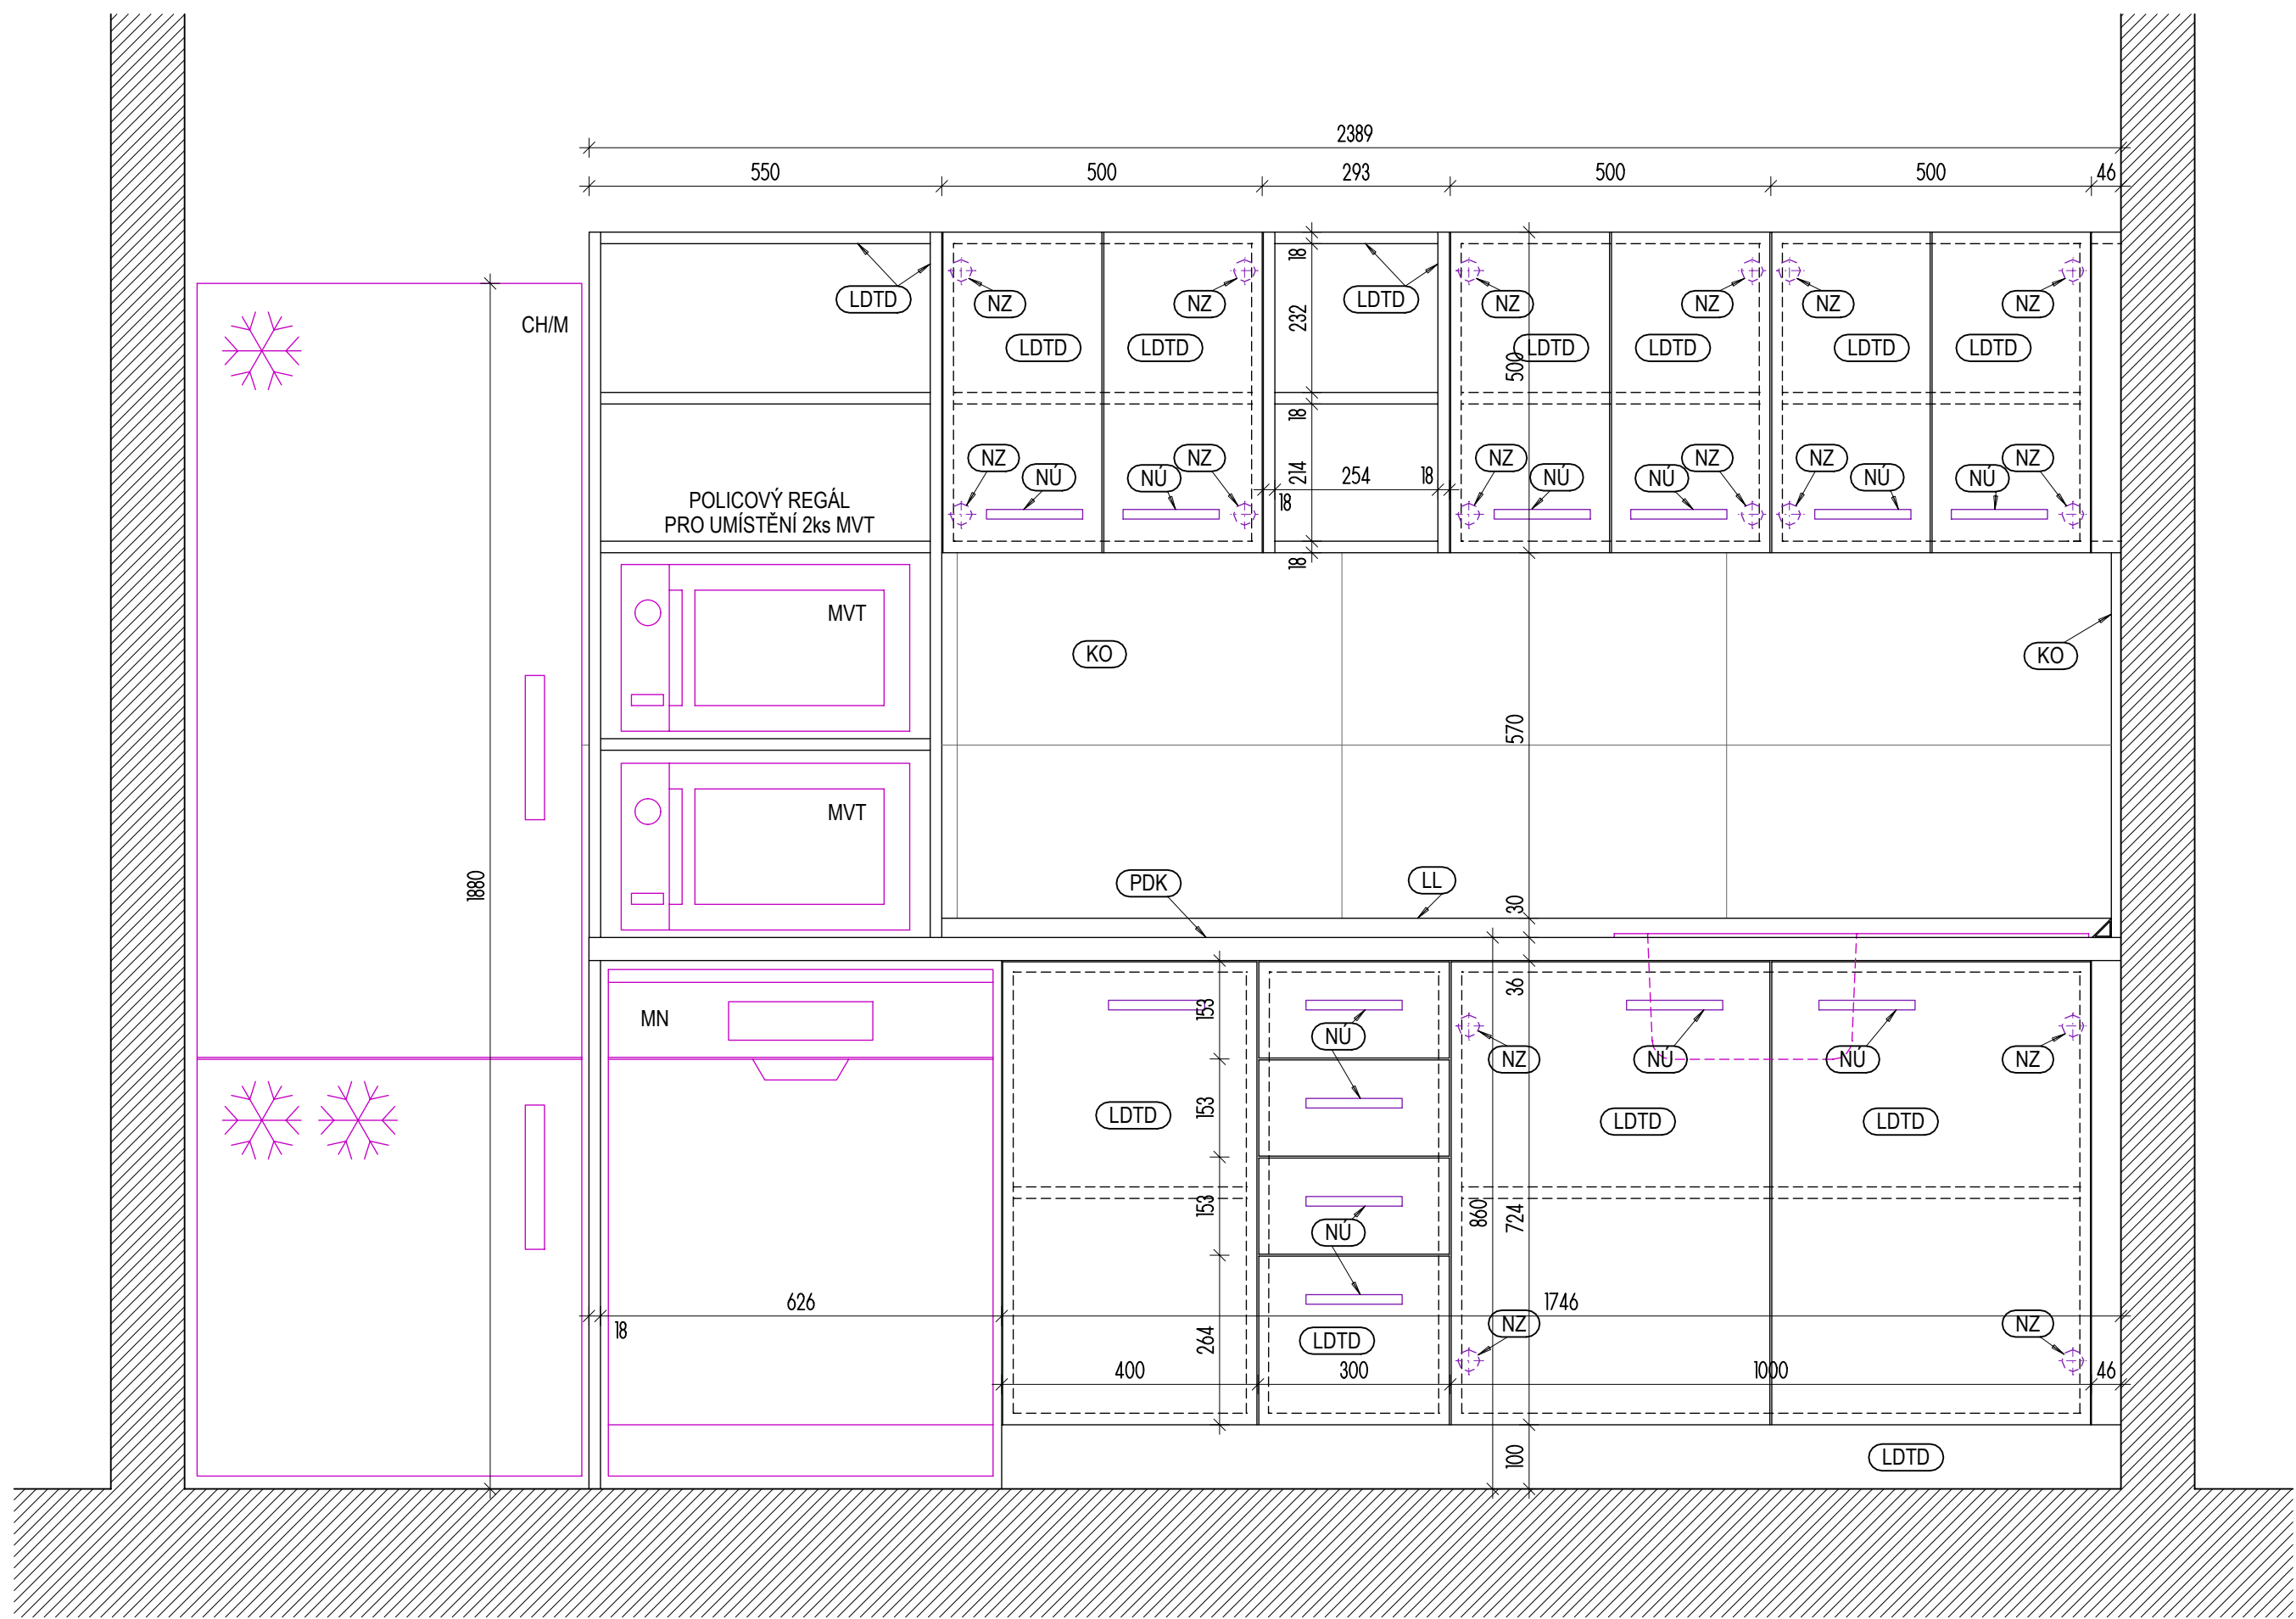 2389
550 500 293 500 500 46
18
LDTD NZ NZ LDTD NZ NZ NZ NZ
CH/M
232
LDTD LDTD LDTD LDTD LDTD LDTD
500
18
NZ NÚ NÚ NZ NZ NÚ NÚ NZ NZ NÚ NÚ NZ
214 254 18
18
POLICOVÝ REGÁL
PRO UMÍSTĚNÍ 2ks MVT
18
MVT
KO KO
570
MVT
1880
PDK LL
30
36
153
MN
NÚ
NZ NÚ NÚ NZ
153
LDTD LDTD LDTD
153
860
724
NÚ
626 1746
18
NZ NZ
264
LDTD
400 300 1000 46
100
LDTD